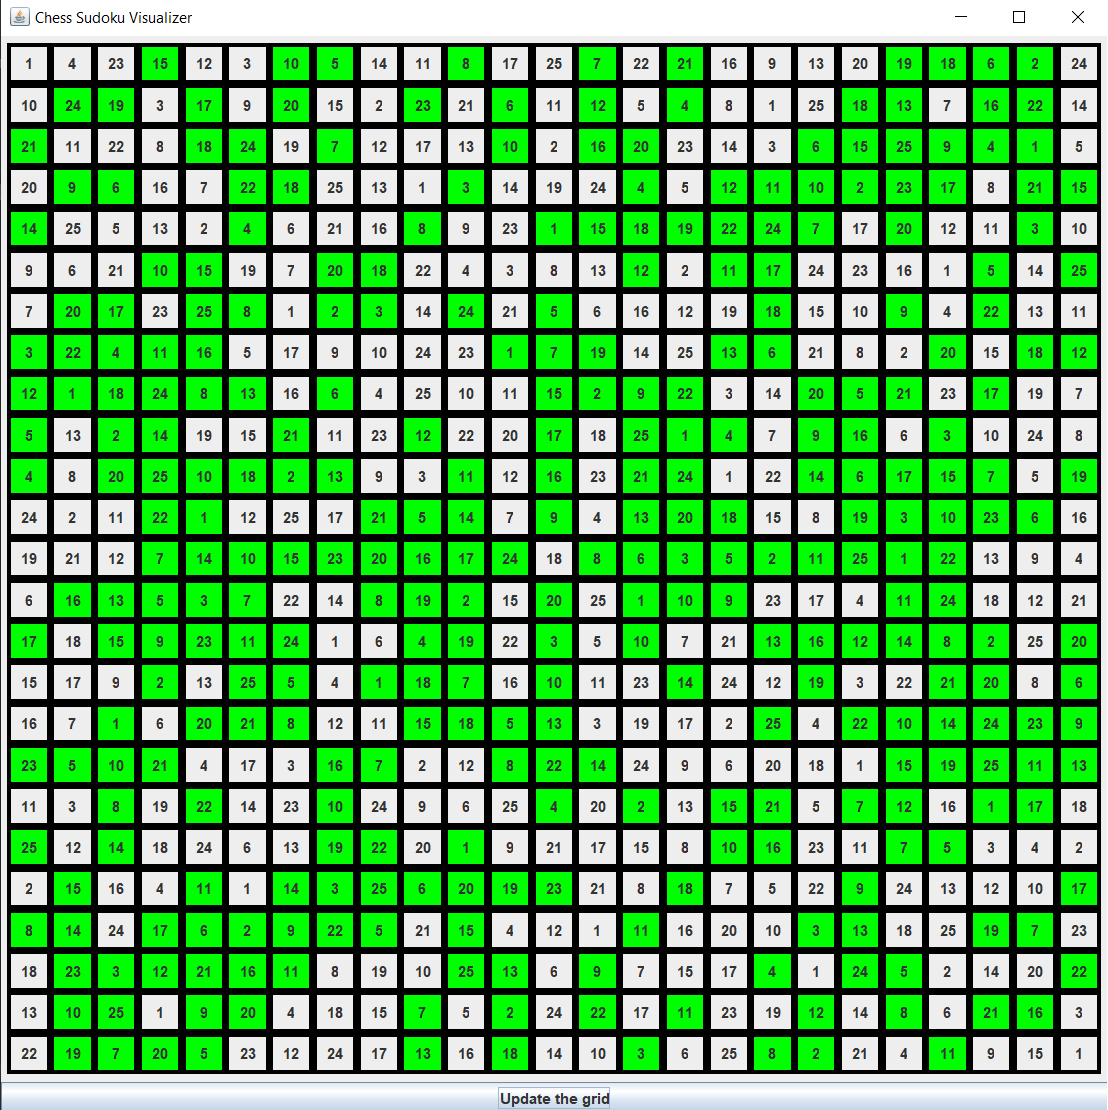 Chess Sudoku Visualizer
1 4 23 15 12 3 10 5 14 11 8 17 25 7 22 21 16 9 13 20 19 18 6 2 24
10 24 19 3 17 9 20 15 2 23 21 6 11 12 5 4 8 1 25 18 13 7 16 22 14
21 11 22 8 18 24 19 7 12 17 13 10 2 16 20 23 14 3 6 15 25 9 4 1 5
20 9 6 16 7 22 18 25 13 1 3 14 19 24 4 5 12 11 10 2 23 17 8 21 15
14 25 5 13 2 4 6 21 16 8 9 23 1 15 18 19 22 24 7 17 20 12 11 3 10
9 6 21 10 15 19 7 20 18 22 4 3 8 13 12 2 11 17 24 23 16 1 5 14 25
7 20 17 23 25 8 1 2 3 14 24 21 5 6 16 12 19 18 15 10 9 4 22 13 11
3 22 4 11 16 5 17 9 10 24 23 1 7 19 14 25 13 6 21 8 2 20 15 18 12
12 1 18 24 8 13 16 6 4 25 10 11 15 2 9 22 3 14 20 5 21 23 17 19 7
5 13 2 14 19 15 21 11 23 12 22 20 17 18 25 1 4 7 9 16 6 3 10 24 8
4 8 20 25 10 18 2 13 9 3 11 12 16 23 21 24 1 22 14 6 17 15 7 5 19
24 2 11 22 1 12 25 17 21 5 14 7 9 4 13 20 18 15 8 19 3 10 23 6 16
19 21 12 7 14 10 15 23 20 16 17 24 18 8 6 3 5 2 11 25 1 22 13 9 4
6 16 13 5 3 7 22 14 8 19 2 15 20 25 1 10 9 23 17 4 11 24 18 12 21
17 18 15 9 23 11 24 1 6 4 19 22 3 5 10 7 21 13 16 12 14 8 2 25 20
15 17 9 2 13 25 5 4 1 18 7 16 10 11 23 14 24 12 19 3 22 21 20 8 6
16 7 1 6 20 21 8 12 11 15 18 5 13 3 19 17 2 25 4 22 10 14 24 23 9
23 5 10 21 4 17 3 16 7 2 12 8 22 14 24 9 6 20 18 1 15 19 25 11 13
11 3 8 19 22 14 23 10 24 9 6 25 4 20 2 13 15 21 5 7 12 16 1 17 18
25 12 14 18 24 6 13 19 22 20 1 9 21 17 15 8 10 16 23 11 7 5 3 4 2
2 15 16 4 11 1 14 3 25 6 20 19 23 21 8 18 7 5 22 9 24 13 12 10 17
8 14 24 17 6 2 9 22 5 21 15 4 12 1 11 16 20 10 3 13 18 25 19 7 23
18 23 3 12 21 16 11 8 19 10 25 13 6 9 7 15 17 4 1 24 5 2 14 20 22
13 10 25 1 9 20 4 18 15 7 5 2 24 22 17 11 23 19 12 14 8 6 21 16 3
22 19 7 20 5 23 12 24 17 13 16 18 14 10 3 6 25 8 2 21 4 11 9 15 1
Update the grid